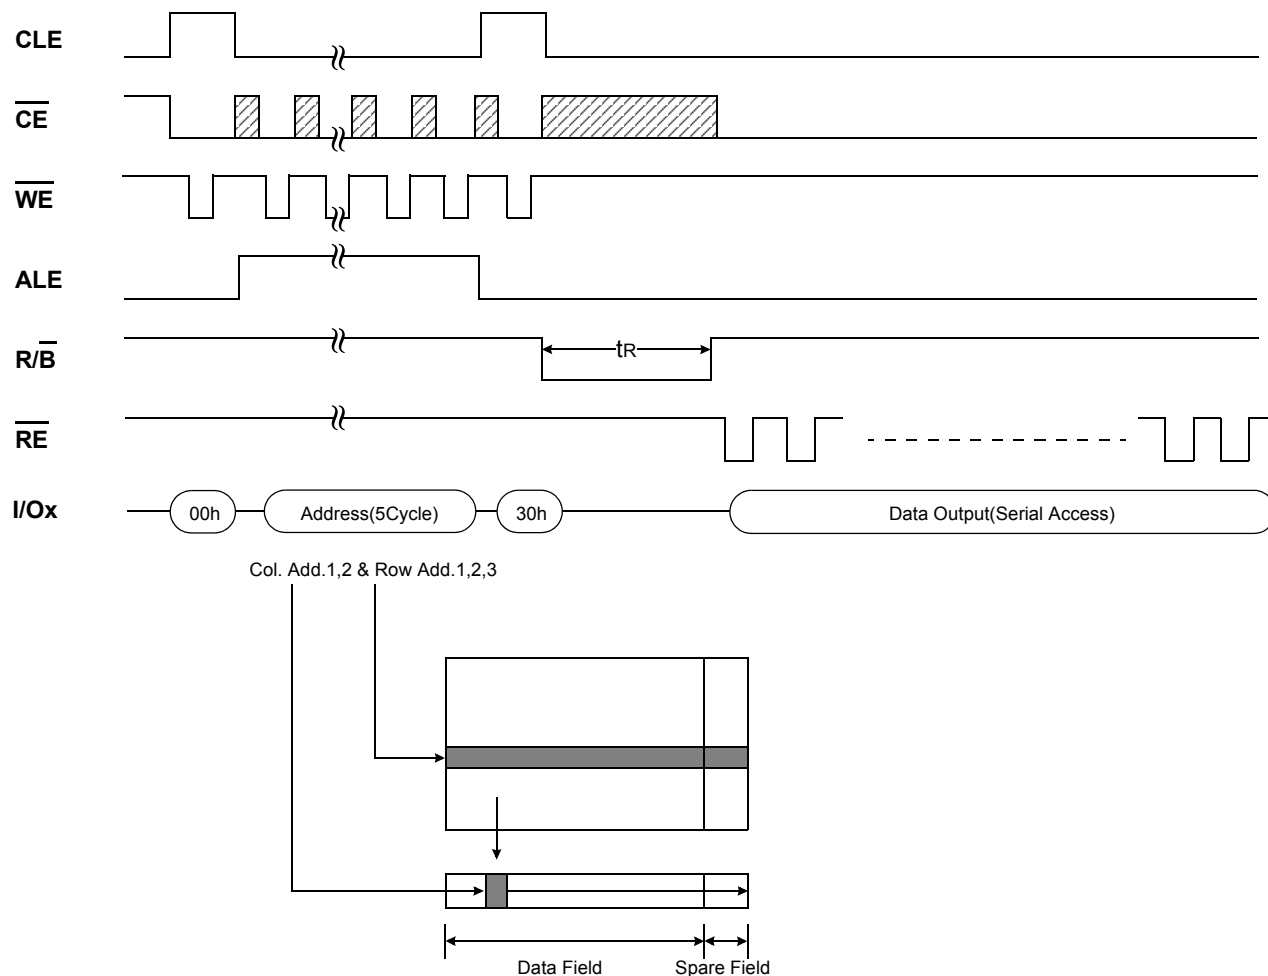 CLE
CE
WE
ALE
R/B
tR
RE
I/Ox
00h
Address(5Cycle)
30h
Data Output(Serial Access)
Col. Add.1,2 & Row Add.1,2,3
Data Field
Spare Field